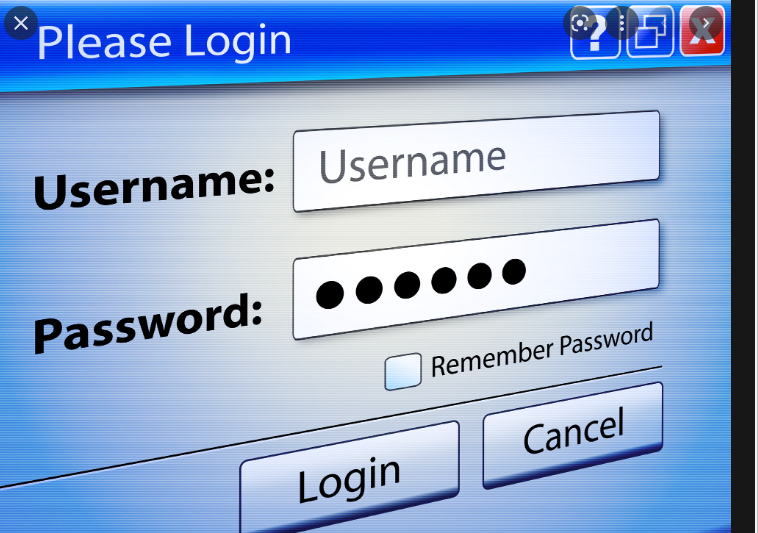 Please Login
?
X
Username: Username
Password: ●●●●●●
Remember Password
Login Cancel